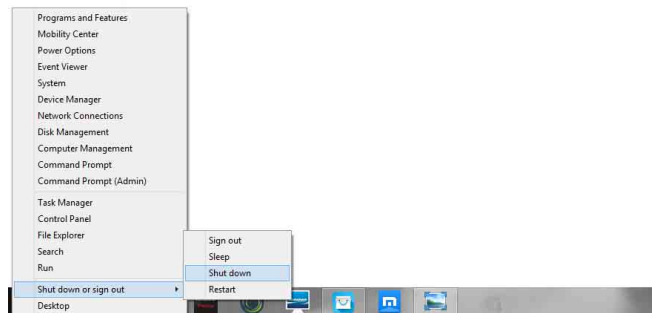 Programs and Features
Mobility Center
Power Options
Event Viewer
System
Device Manager
Network Connections
Disk Management
Computer Management
Command Prompt
Command Prompt (Admin)
Task Manager
Control Panel
File Explorer
Search
Run
Shut down or sign out
Desktop
Sign out
Sleep
Shut down
Restart